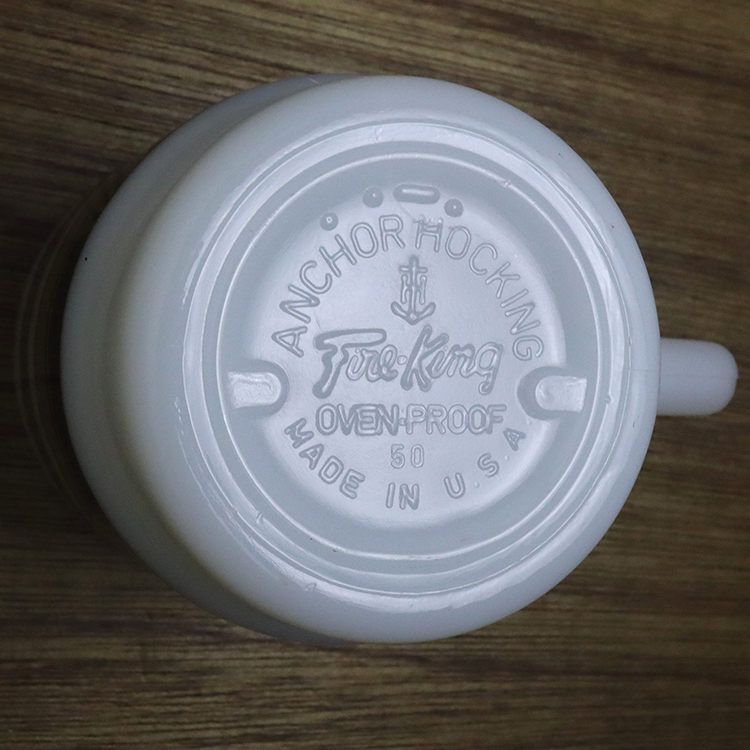 ANCHOR HOCKING
Fire-King
OVEN-PROOF
50
MADE IN U.S.A